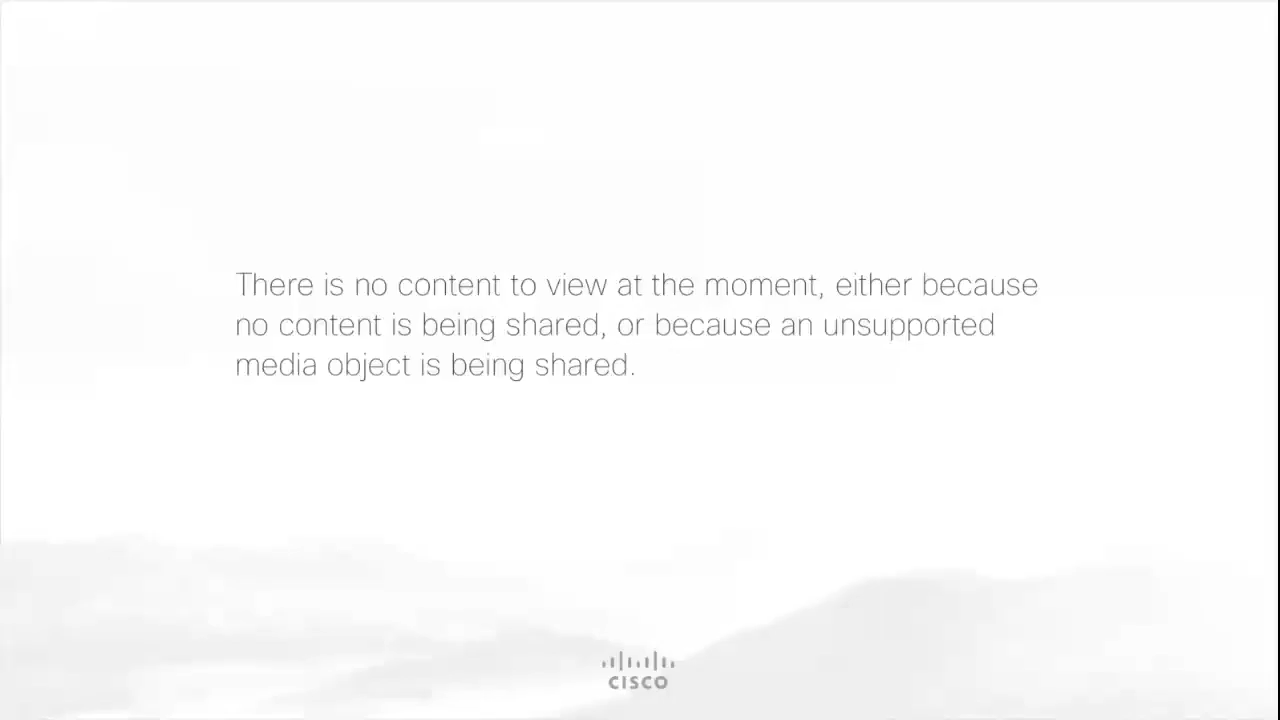 There is no content to view at the moment, either because
no content is being shared, or because an unsupported
media object is being shared.
CISCO